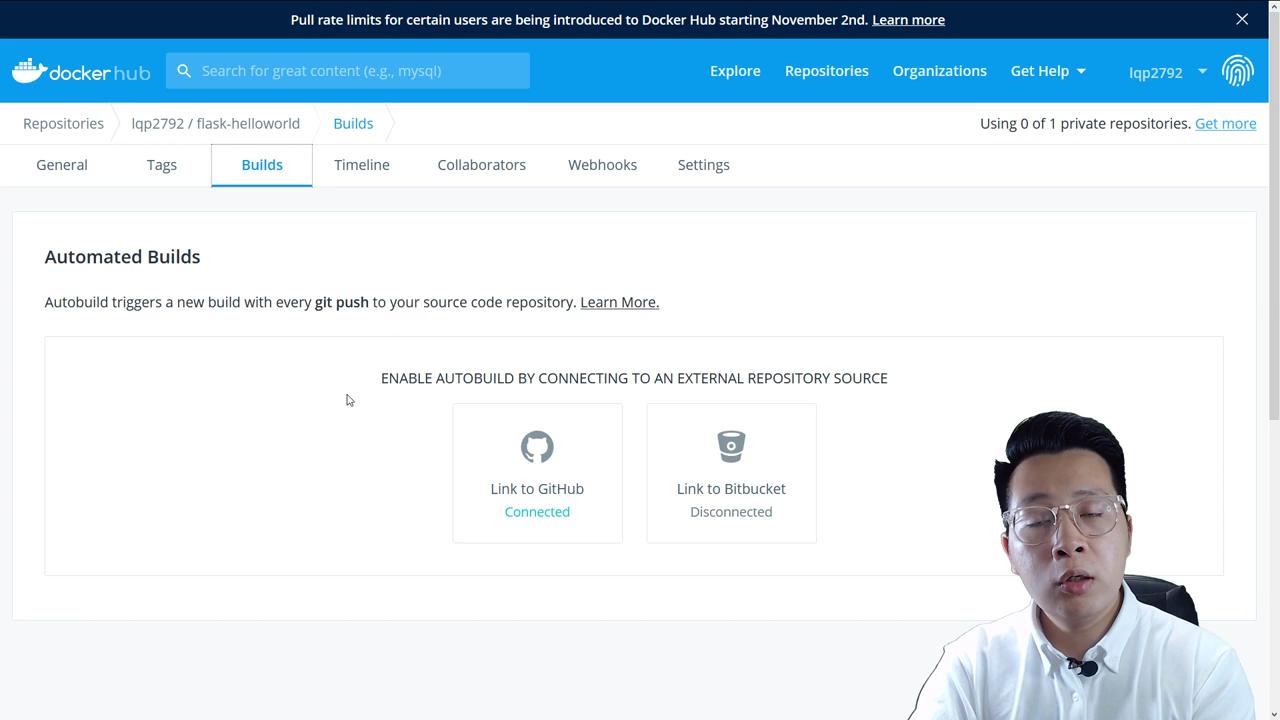 Pull rate limits for certain users are being introduced to Docker Hub starting November 2nd. Learn more
docker hub
Search for great content (e.g., mysql)
Explore
Repositories
Organizations
Get Help
lqp2792
Repositories
lqp2792 / flask-helloworld
Builds
Using 0 of 1 private repositories. Get more
General
Tags
Builds
Timeline
Collaborators
Webhooks
Settings
Automated Builds
Autobuild triggers a new build with every git push to your source code repository. Learn More.
ENABLE AUTOBUILD BY CONNECTING TO AN EXTERNAL REPOSITORY SOURCE
Link to GitHub
Connected
Link to Bitbucket
Disconnected